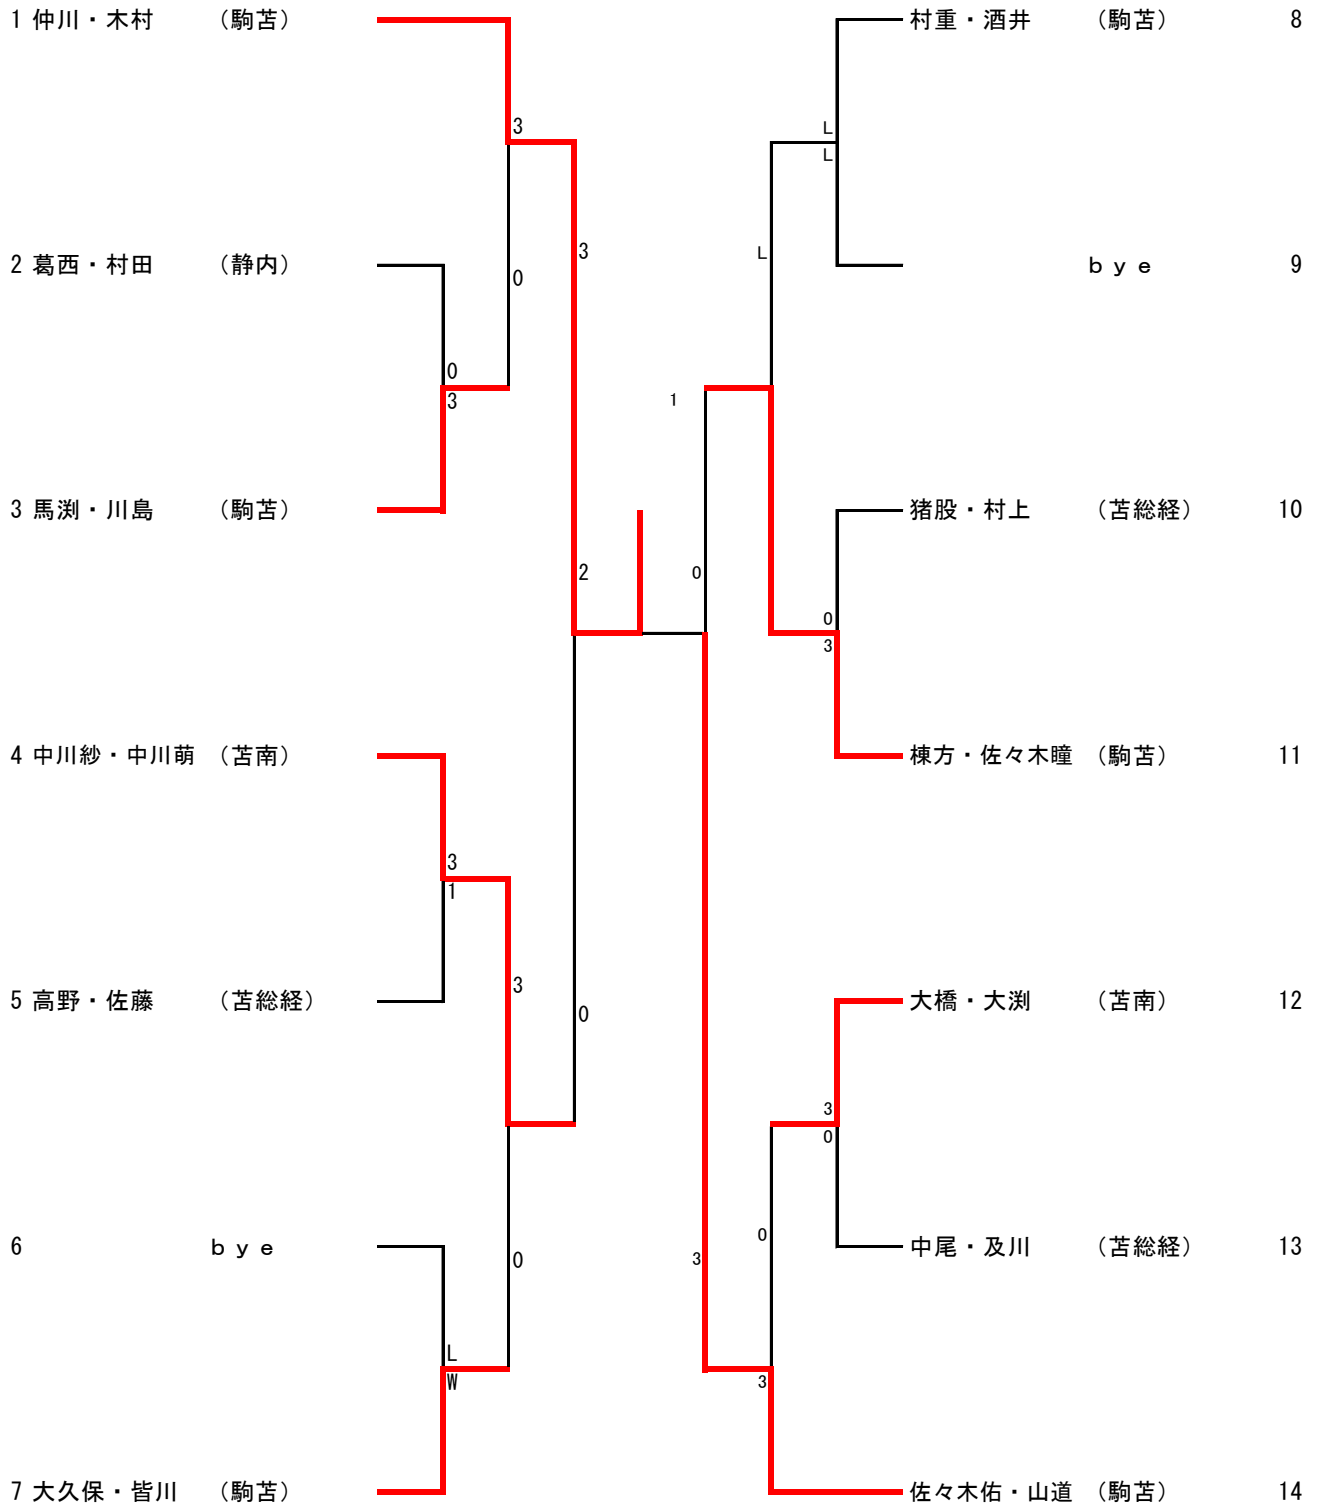 1 仲川・木村 （駒苫）
村重・酒井 （駒苫） 8
3
L
L
3
L
2 葛西・村田 （静内）
bye 9
0
0
3
1
3 馬渕・川島 （駒苫）
猪股・村上 （苫総経） 10
2
0
0
3
4 中川紗・中川萌 （苫南）
棟方・佐々木瞳 （駒苫） 11
3
1
3
5 高野・佐藤 （苫総経）
大橋・大渕 （苫南） 12
0
3
0
0
6 bye
中尾・及川 （苫総経） 13
0
3
L
W
3
7 大久保・皆川 （駒苫）
佐々木佑・山道 （駒苫） 14